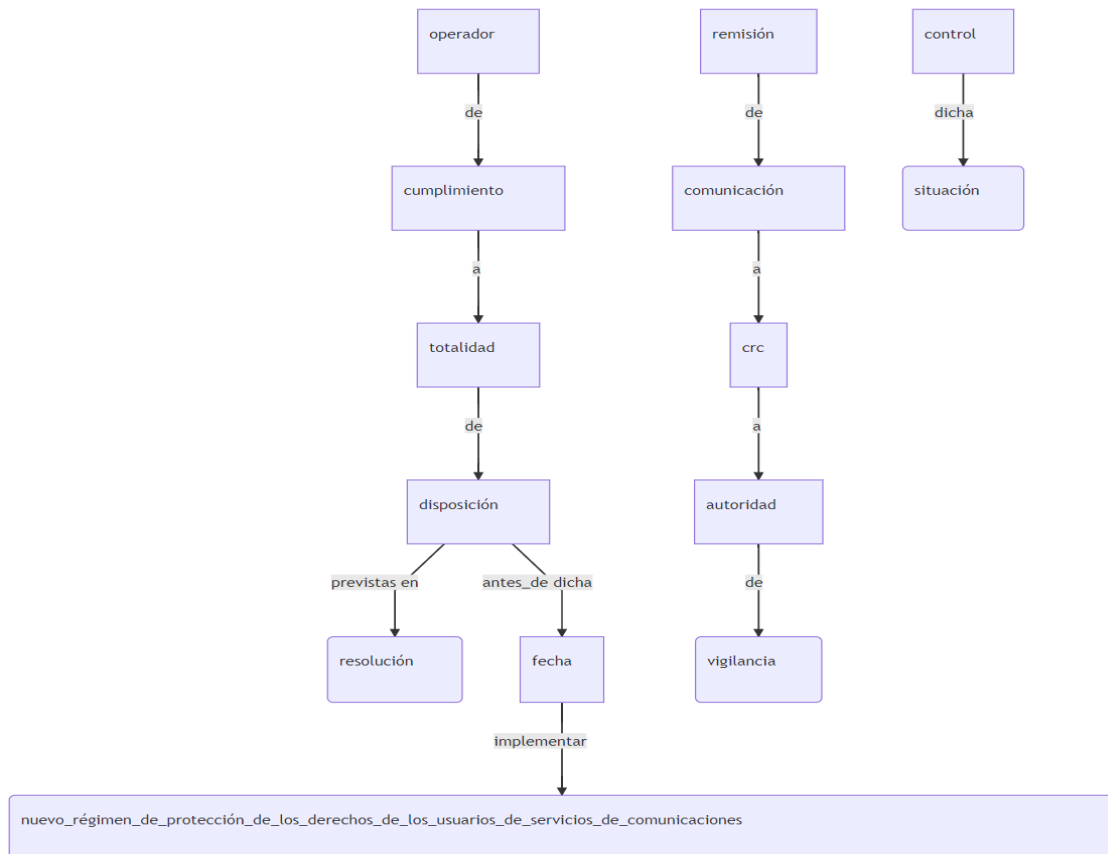 operador
remisión
control
de
de
dicha
cumplimiento
comunicación
situación
a
a
totalidad
crc
de
a
disposición
autoridad
previstas en
antes_de dicha
de
resolución
fecha
vigilancia
implementar
nuevo_régimen_de_protección_de_los_derechos_de_los_usuarios_de_servicios_de_comunicaciones